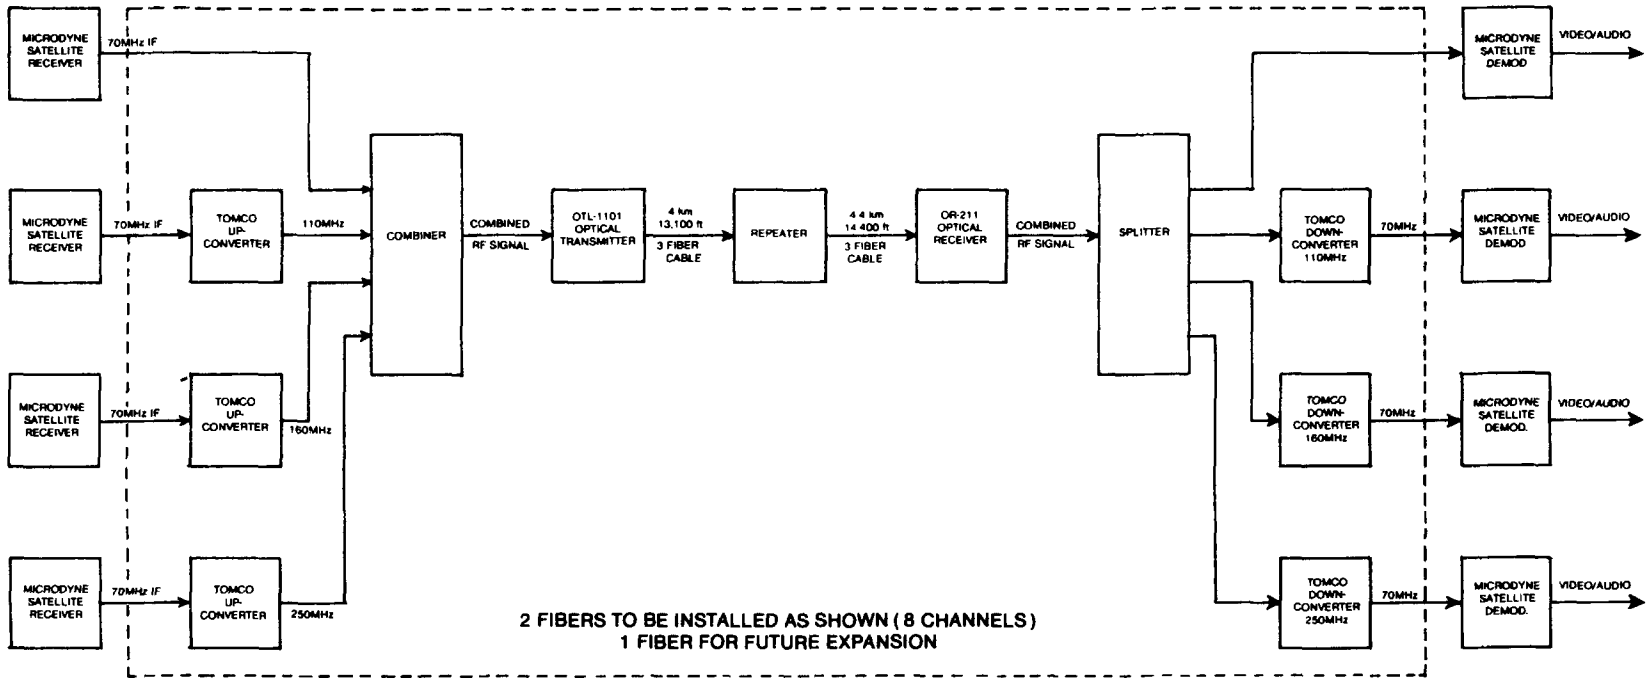 MICRODYNE
SATELLITE
RECEIVER
70MHz IF
MICRODYNE
SATELLITE
DEMOD
VIDEO/AUDIO
MICRODYNE
SATELLITE
RECEIVER
70MHz IF
TOMCO
UP-
CONVERTER
110MHz
COMBINER
COMBINED
RF SIGNAL
OTL-1101
OPTICAL
TRANSMITTER
4 km
13,100 ft
3 FIBER
CABLE
REPEATER
4 4 km
14 400 ft
3 FIBER
CABLE
OR-211
OPTICAL
RECEIVER
COMBINED
RF SIGNAL
SPLITTER
TOMCO
DOWN-
CONVERTER
110MHz
70MHz
MICRODYNE
SATELLITE
DEMOD
VIDEO/AUDIO
MICRODYNE
SATELLITE
RECEIVER
70MHz IF
TOMCO
UP-
CONVERTER
160MHz
TOMCO
DOWN-
CONVERTER
160MHz
70MHz
MICRODYNE
SATELLITE
DEMOD.
VIDEO/AUDIO
MICRODYNE
SATELLITE
RECEIVER
70MHz IF
TOMCO
UP-
CONVERTER
250MHz
TOMCO
DOWN-
CONVERTER
250MHz
70MHz
MICRODYNE
SATELLITE
DEMOD.
VIDEO/AUDIO
2 FIBERS TO BE INSTALLED AS SHOWN ( 8 CHANNELS )
1 FIBER FOR FUTURE EXPANSION